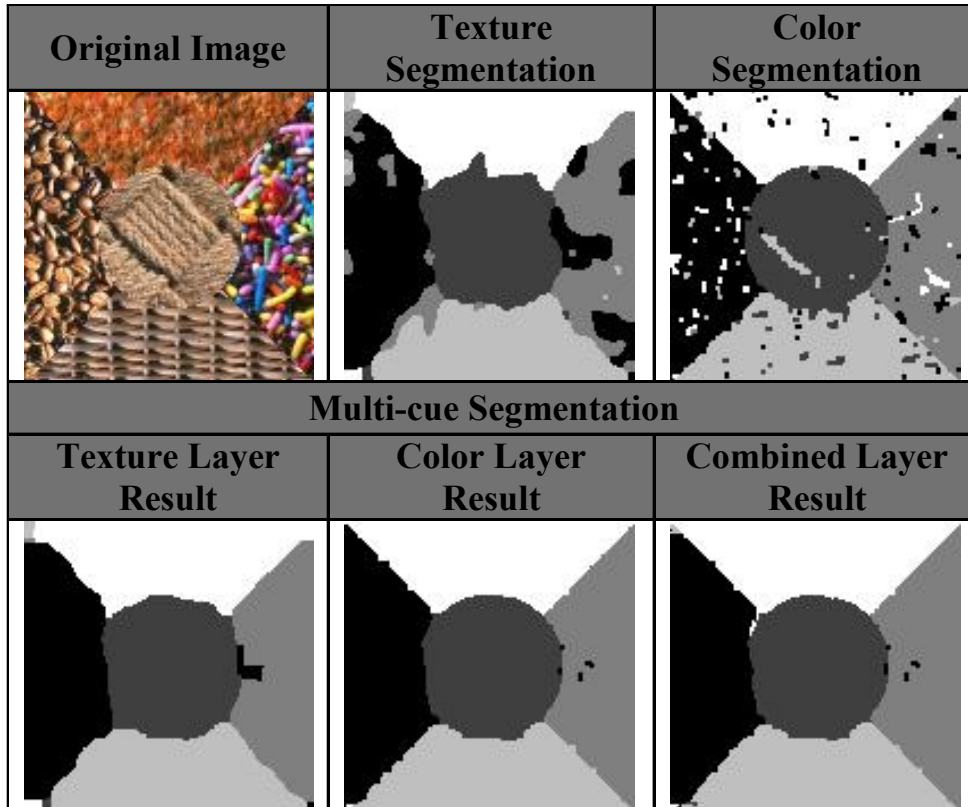 Original Image
Texture
Segmentation
Color
Segmentation
Multi-cue Segmentation
Texture Layer
Result
Color Layer
Result
Combined Layer
Result